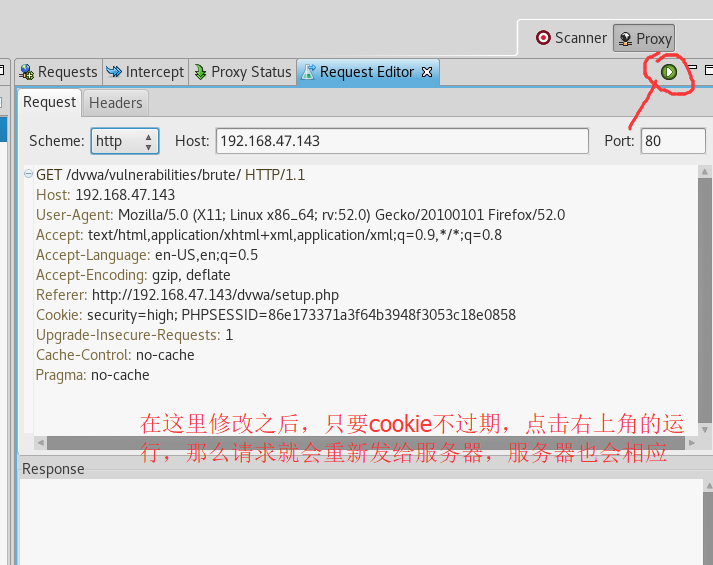 Scanner Proxy
Requests Intercept Proxy Status Request Editor
Request Headers
Scheme: http Host: 192.168.47.143 Port: 80
GET /dvwa/vulnerabilities/brute/ HTTP/1.1
Host: 192.168.47.143
User-Agent: Mozilla/5.0 (X11; Linux x86_64; rv:52.0) Gecko/20100101 Firefox/52.0
Accept: text/html,application/xhtml+xml,application/xml;q=0.9,*/*;q=0.8
Accept-Language: en-US,en;q=0.5
Accept-Encoding: gzip, deflate
Referer: http://192.168.47.143/dvwa/setup.php
Cookie: security=high; PHPSESSID=86e173371a3f64b3948f3053c18e0858
Upgrade-Insecure-Requests: 1
Cache-Control: no-cache
Pragma: no-cache
在这里修改之后，只要cookie不过期，点击右上角的运
行，那么请求就会重新发给服务器，服务器也会相应
Response